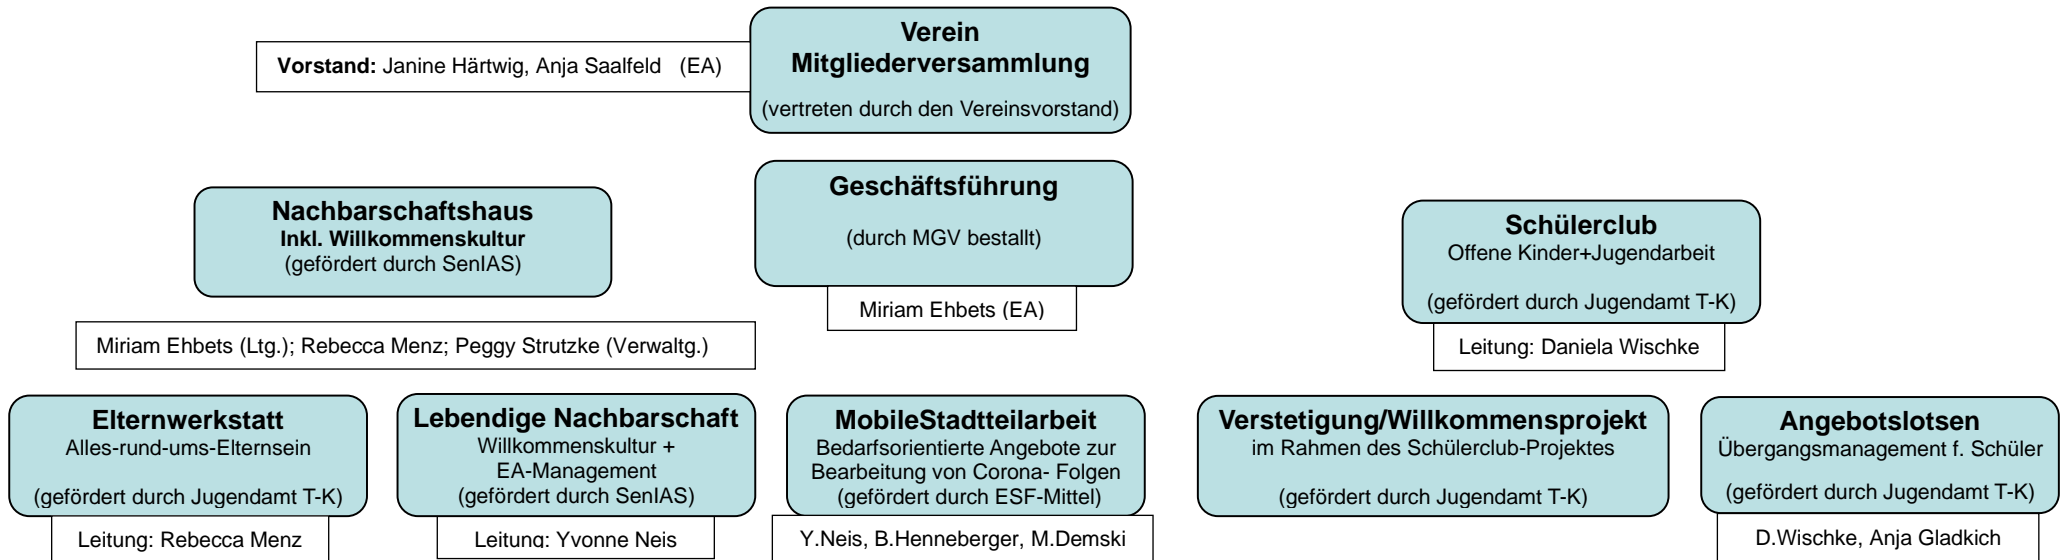 Verein
Mitgliederversammlung
(vertreten durch den Vereinsvorstand)
Vorstand: Janine Härtwig, Anja Saalfeld (EA)
Geschäftsführung
(durch MGV bestallt)
Miriam Ehbets (EA)
Nachbarschaftshaus
Inkl. Willkommenskultur
(gefördert durch SenIAS)
Miriam Ehbets (Ltg.); Rebecca Menz; Peggy Strutzke (Verwaltg.)
Schülerclub
Offene Kinder+Jugendarbeit
(gefördert durch Jugendamt T-K)
Leitung: Daniela Wischke
Elternwerkstatt
Alles-rund-ums-Elternsein
(gefördert durch Jugendamt T-K)
Leitung: Rebecca Menz
Lebendige Nachbarschaft
Willkommenskultur +
EA-Management
(gefördert durch SenIAS)
Leitung: Yvonne Neis
MobileStadtteilarbeit
Bedarfsorientierte Angebote zur
Bearbeitung von Corona- Folgen
(gefördert durch ESF-Mittel)
Y.Neis, B.Henneberger, M.Demski
Verstetigung/Willkommensprojekt
im Rahmen des Schülerclub-Projektes
(gefördert durch Jugendamt T-K)
Angebotslotsen
Übergangsmanagement f. Schüler
(gefördert durch Jugendamt T-K)
D.Wischke, Anja Gladkich